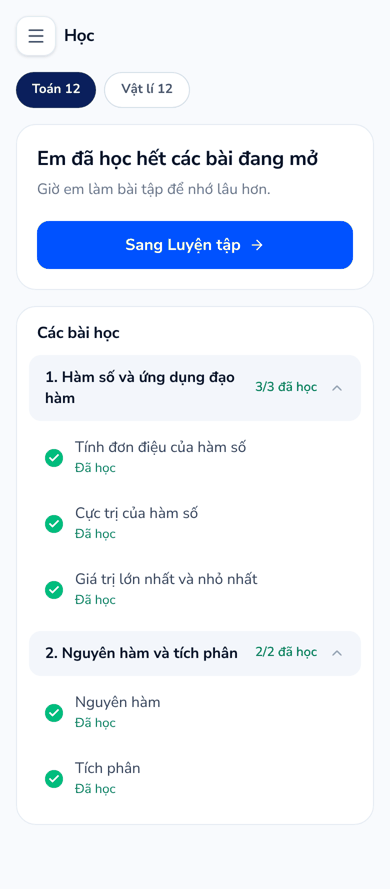 Học
Toán 12
Vật lí 12
Em đã học hết các bài đang mở
Giờ em làm bài tập để nhớ lâu hơn.
Sang Luyện tập →
Các bài học
1. Hàm số và ứng dụng đạo
hàm
3/3 đã học
Tính đơn điệu của hàm số
Đã học
Cực trị của hàm số
Đã học
Giá trị lớn nhất và nhỏ nhất
Đã học
2. Nguyên hàm và tích phân
2/2 đã học
Nguyên hàm
Đã học
Tích phân
Đã học